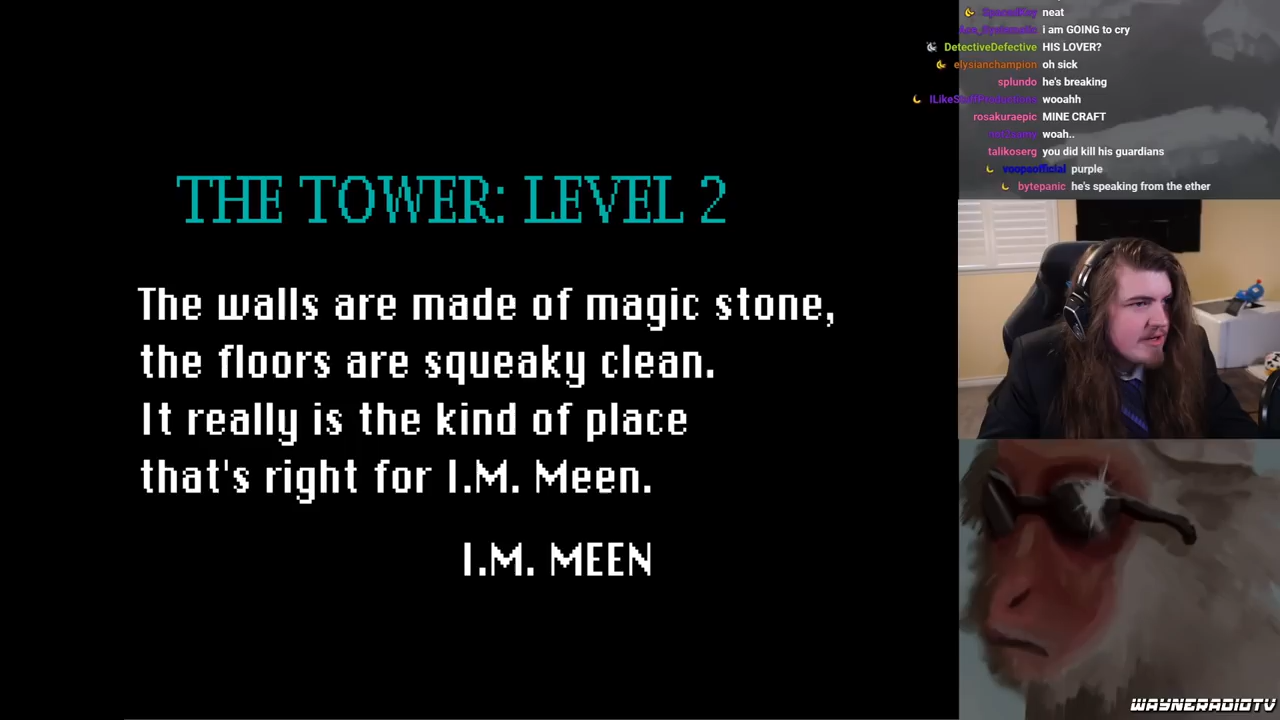 THE TOWER: LEVEL 2
The walls are made of magic stone,
the floors are squeaky clean.
It really is the kind of place
that's right for I.M. Meen.
I.M. MEEN
neat
i am GOING to cry
DetectiveDefective HIS LOVER?
elysianchampion oh sick
splundo he's breaking
wooahh
rosakuraepic MINE CRAFT
woah..
talikoserg you did kill his guardians
voopsofficial purple
bytepanic he's speaking from the ether
WAYNERADIOTV